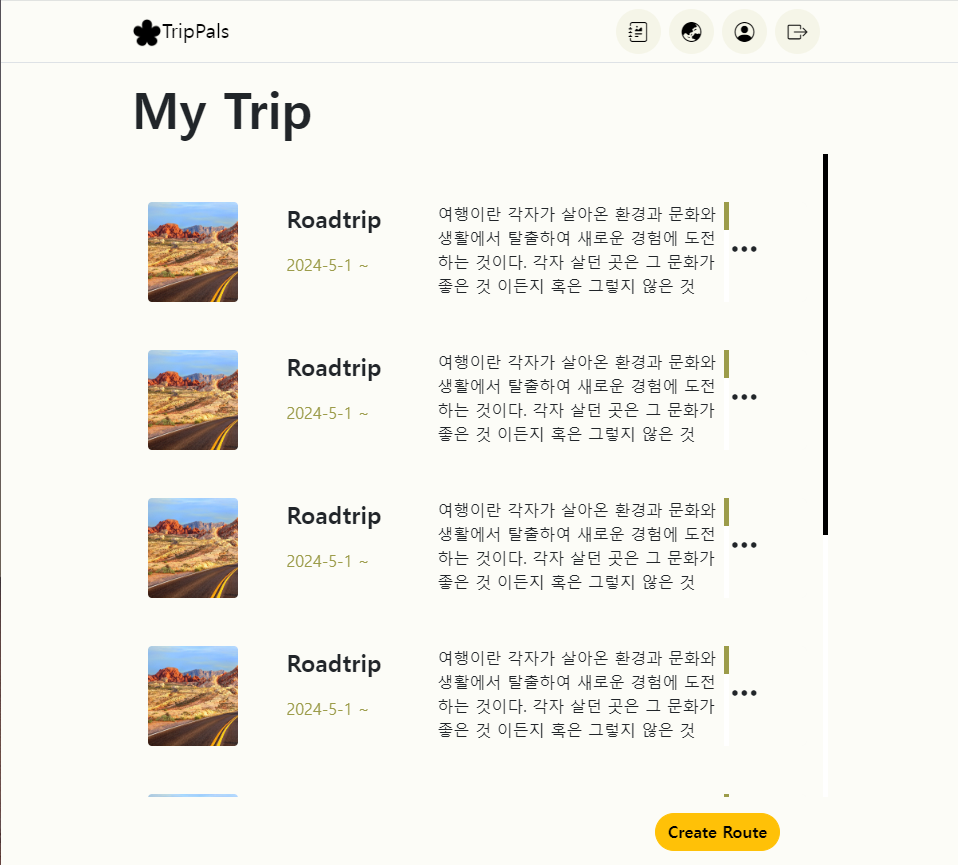 TripPals
My Trip
Roadtrip
2024-5-1 ~
여행이란 각자가 살아온 환경과 문화와
생활에서 탈출하여 새로운 경험에 도전
하는 것이다. 각자 살던 곳은 그 문화가
좋은 것 이든지 혹은 그렇지 않은 것
Roadtrip
2024-5-1 ~
여행이란 각자가 살아온 환경과 문화와
생활에서 탈출하여 새로운 경험에 도전
하는 것이다. 각자 살던 곳은 그 문화가
좋은 것 이든지 혹은 그렇지 않은 것
Roadtrip
2024-5-1 ~
여행이란 각자가 살아온 환경과 문화와
생활에서 탈출하여 새로운 경험에 도전
하는 것이다. 각자 살던 곳은 그 문화가
좋은 것 이든지 혹은 그렇지 않은 것
Roadtrip
2024-5-1 ~
여행이란 각자가 살아온 환경과 문화와
생활에서 탈출하여 새로운 경험에 도전
하는 것이다. 각자 살던 곳은 그 문화가
좋은 것 이든지 혹은 그렇지 않은 것
Create Route